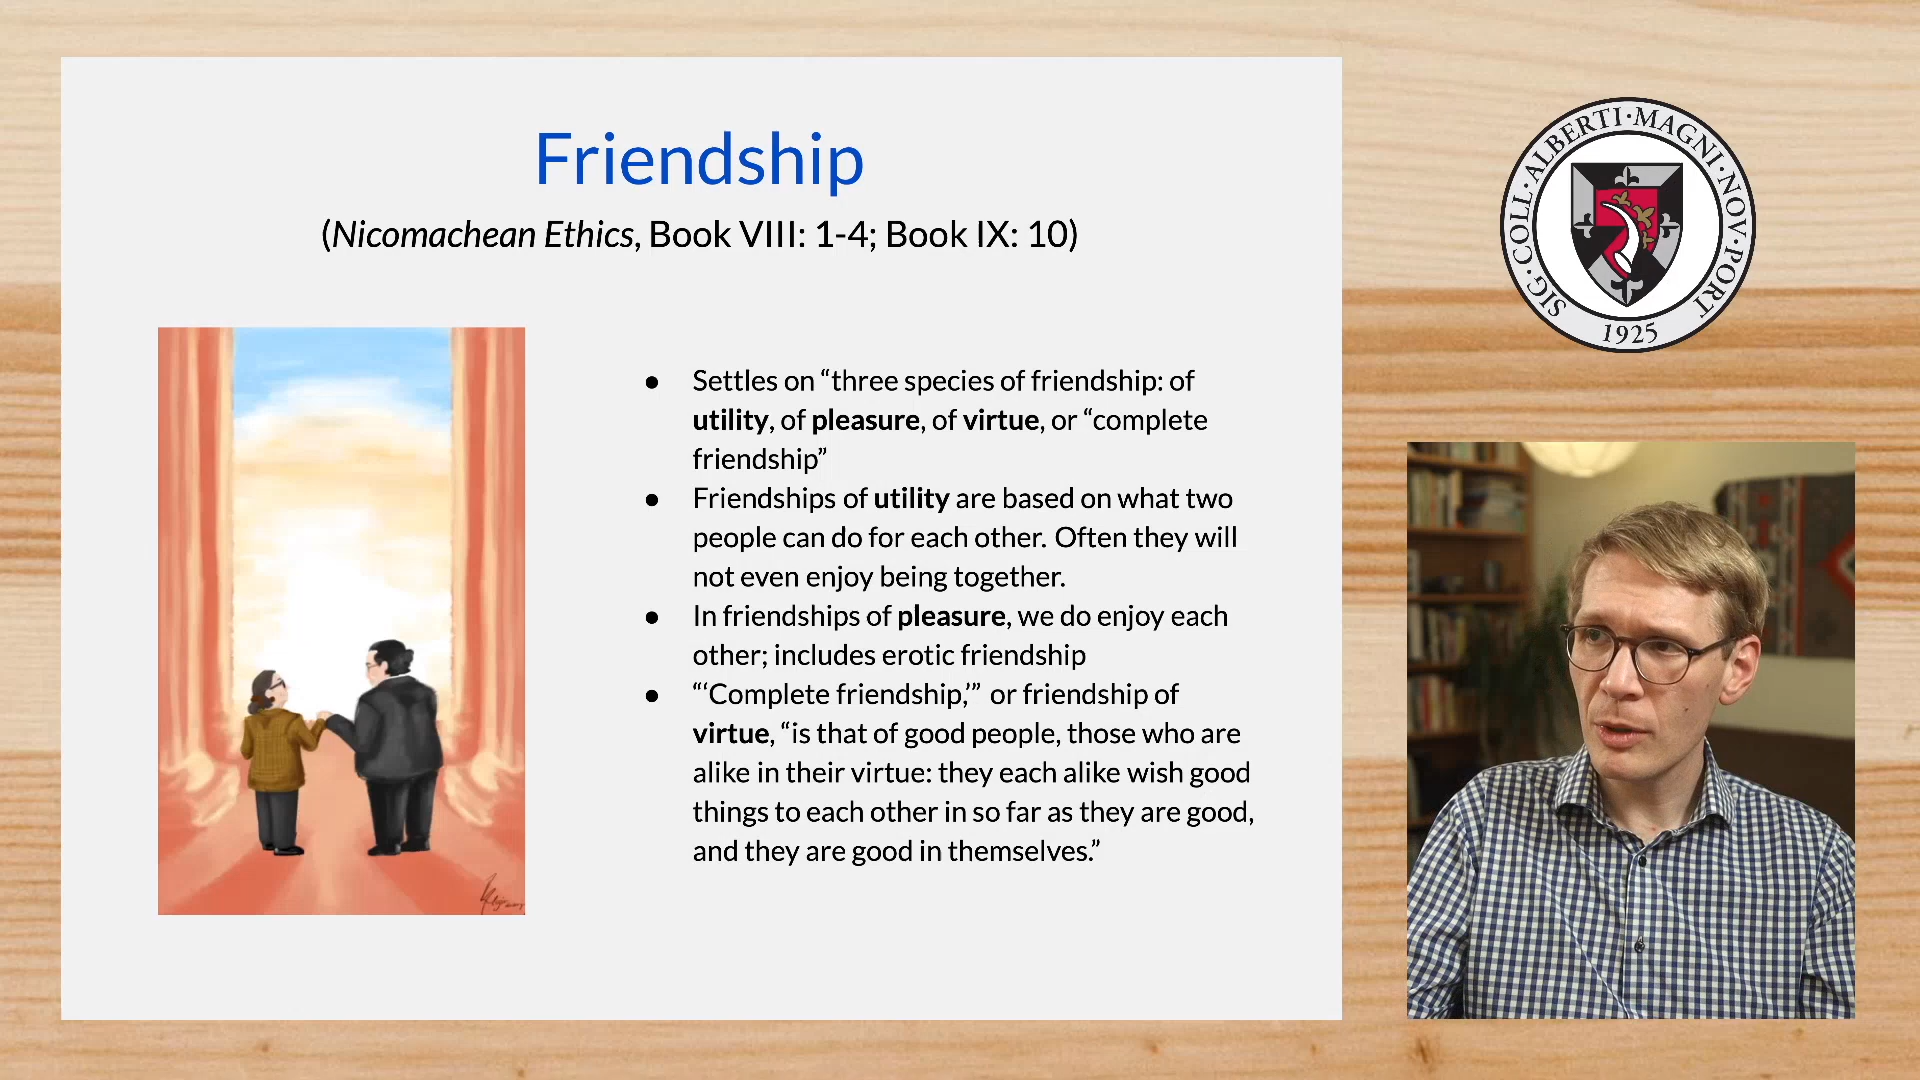 Friendship
(Nicomachean Ethics, Book VIII: 1-4; Book IX: 10)
● Settles on “three species of friendship: of
utility, of pleasure, of virtue, or “complete
friendship”
● Friendships of utility are based on what two
people can do for each other. Often they will
not even enjoy being together.
● In friendships of pleasure, we do enjoy each
other; includes erotic friendship
● “‘Complete friendship,’” or friendship of
virtue, “is that of good people, those who are
alike in their virtue: they each alike wish good
things to each other in so far as they are good,
and they are good in themselves.”
SIG·COLL·ALBERTI·MAGNI·NOV·PORT
1925